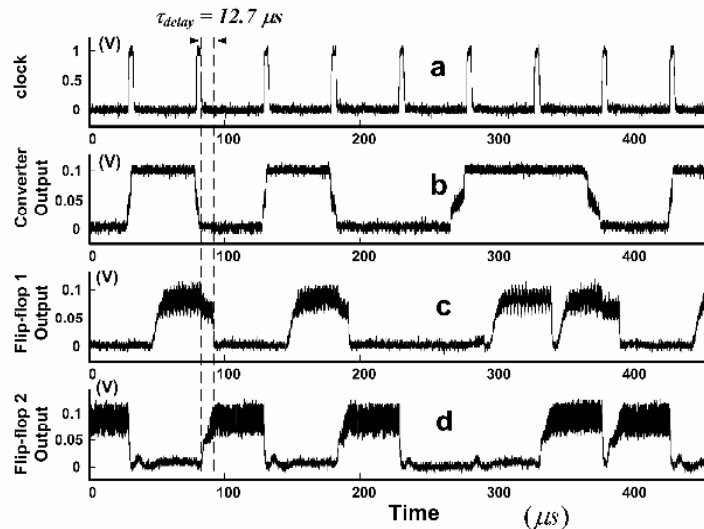 τdelay = 12.7 μs
(V)
clock
1
0.5
0
a
100
200
300
400
(V)
Converter
Output
0.1
0.05
0
b
0
100
200
300
400
(V)
Flip-flop 1
Output
0.1
0.05
0
c
0
100
200
300
400
(V)
Flip-flop 2
Output
0.1
0.05
0
d
0
100
200
300
400
Time (μs)